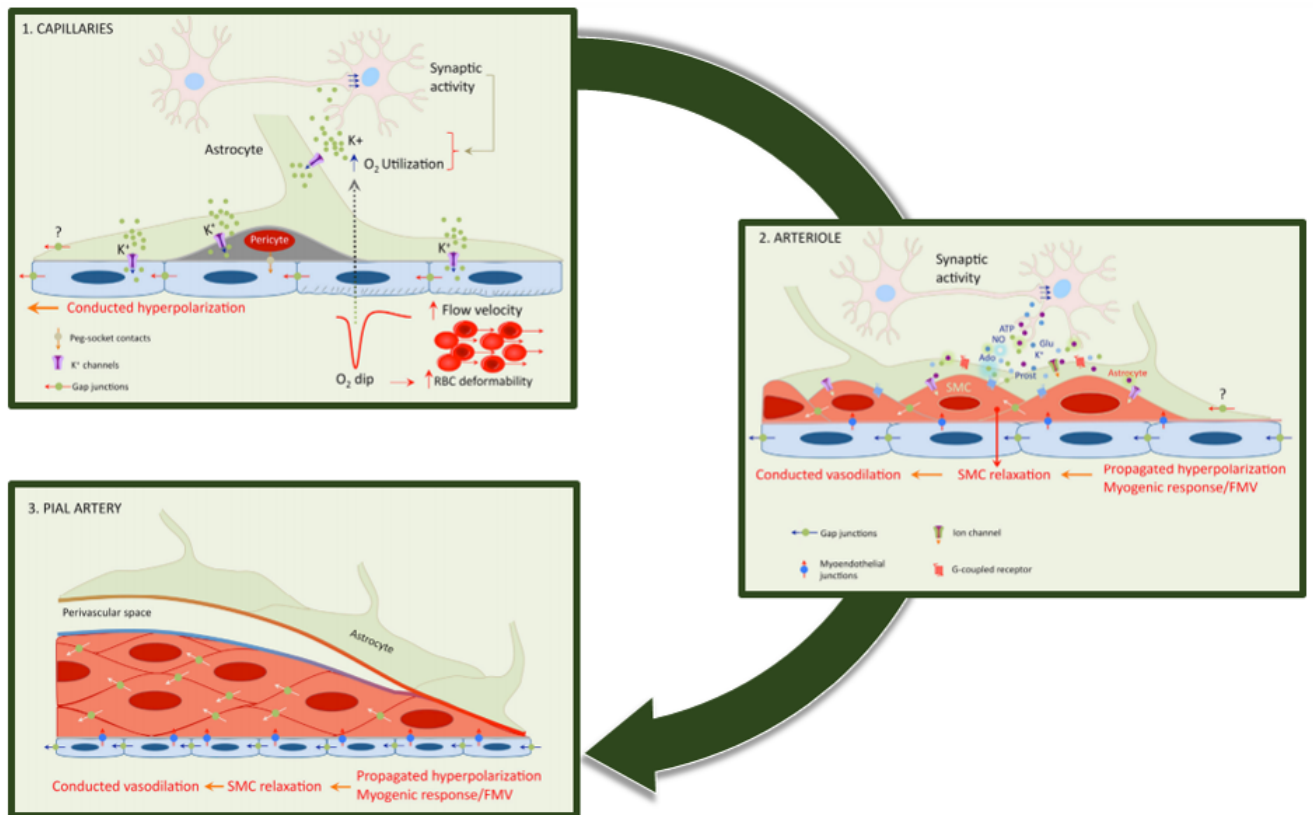 1. CAPILLARIES
Synaptic
activity
K+
O₂ Utilization
Astrocyte
?
K⁺
K⁺
Pericyte
K⁺
Conducted hyperpolarization
Flow velocity
Peg-socket contacts
K⁺ channels
Gap junctions
O₂ dip
RBC deformability
2. ARTERIOLE
Synaptic
activity
ATP
NO
Glu
K⁺
Ado
Prost
Astrocyte
SMC
?
Conducted vasodilation
SMC relaxation
Propagated hyperpolarization
Myogenic response/FMV
Gap junctions
Ion channel
Myoendothelial
junctions
G-coupled receptor
3. PIAL ARTERY
Perivascular space
Astrocyte
Conducted vasodilation
SMC relaxation
Propagated hyperpolarization
Myogenic response/FMV